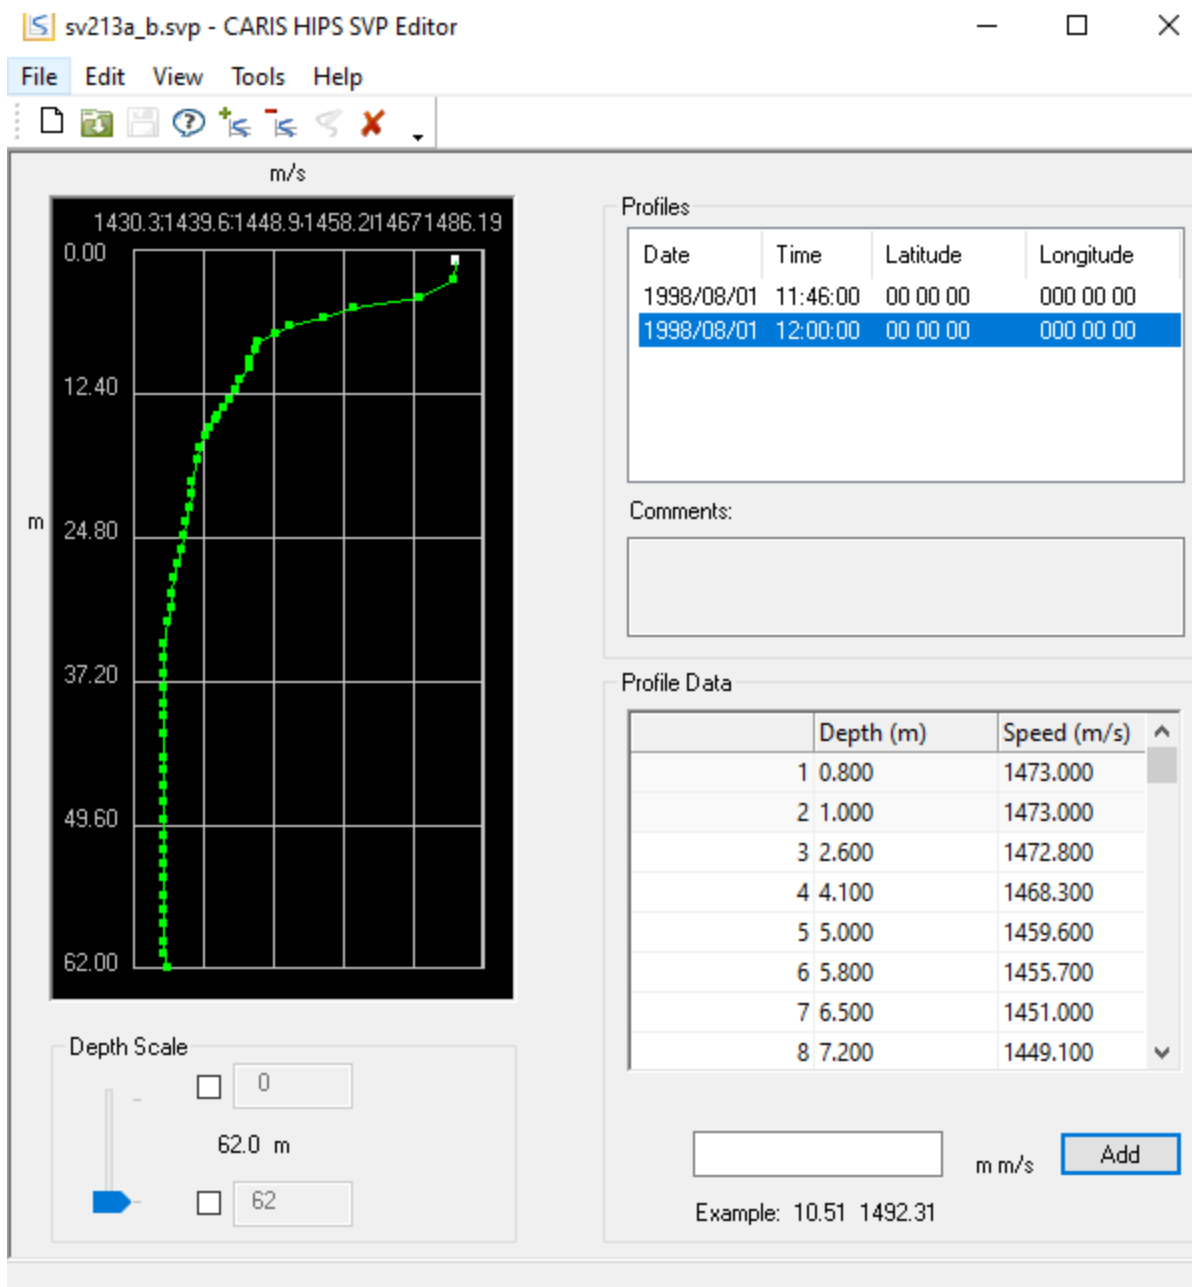 sv213a_b.svp - CARIS HIPS SVP Editor
File Edit View Tools Help
m/s
1430.3 1439.6 1448.9 1458.2 1467 1486.19
0.00
12.40
24.80
m
37.20
49.60
62.00
Depth Scale
0
62.0 m
62
Profiles
Date Time Latitude Longitude
1998/08/01 11:46:00 00 00 00 000 00 00
1998/08/01 12:00:00 00 00 00 000 00 00
Comments:
Profile Data
Depth (m) Speed (m/s)
1 0.800 1473.000
2 1.000 1473.000
3 2.600 1472.800
4 4.100 1468.300
5 5.000 1459.600
6 5.800 1455.700
7 6.500 1451.000
8 7.200 1449.100
m m/s Add
Example: 10.51 1492.31